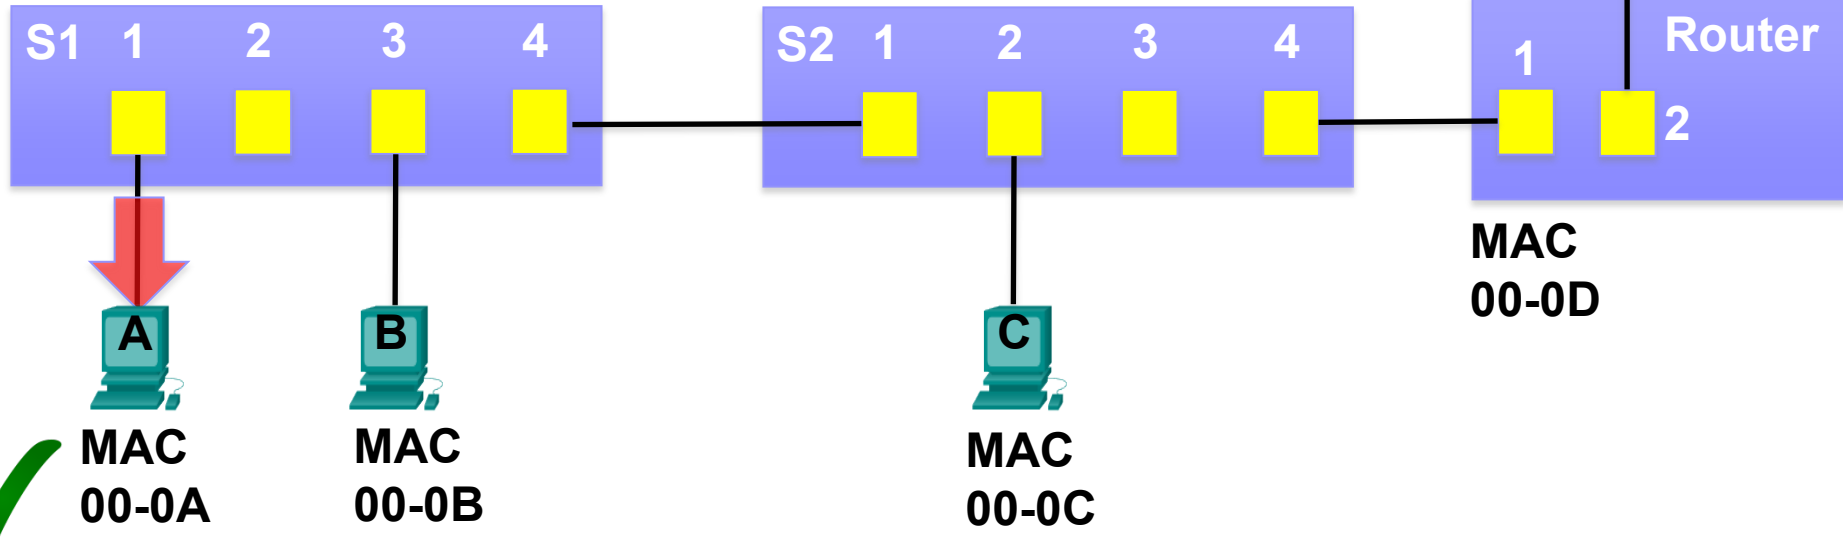 S1 1 2 3 4
S2 1 2 3 4
Router
1
2
MAC
00-0D
A
B
C
MAC
00-0A
MAC
00-0B
MAC
00-0C